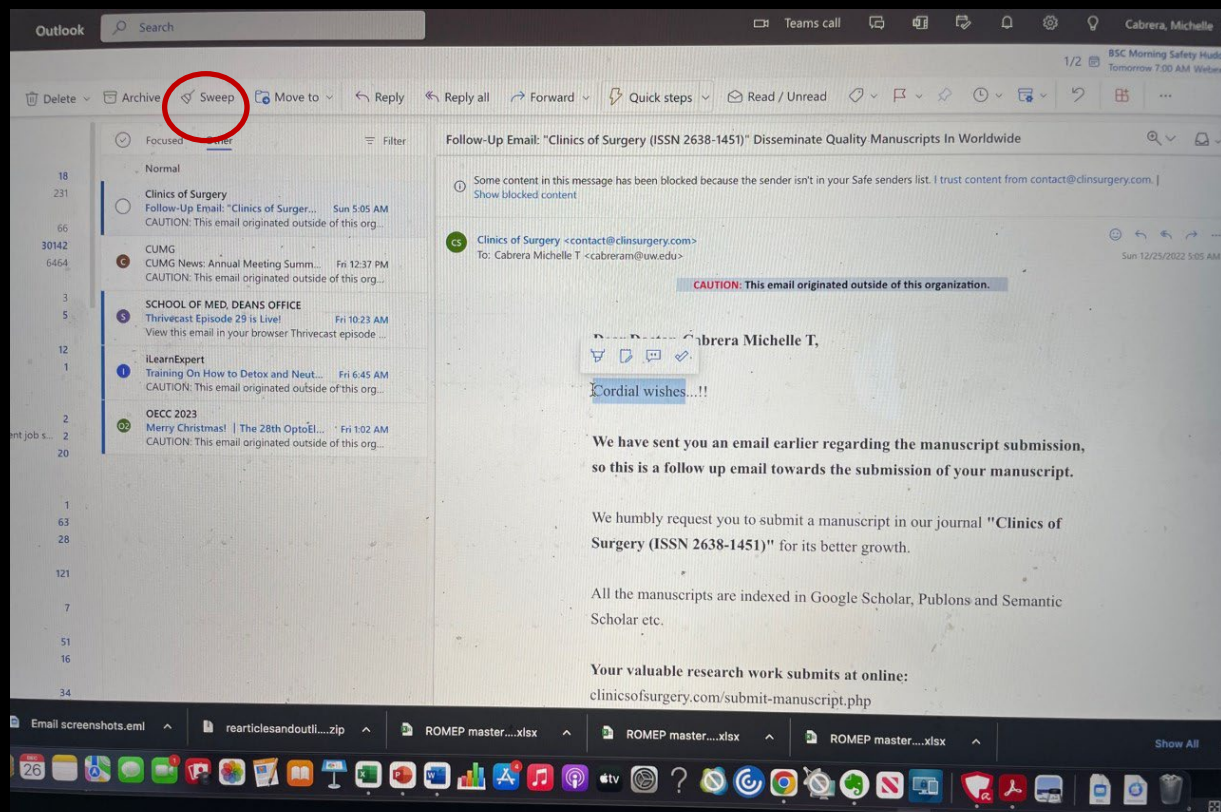 Outlook
Search
Teams call
Cabrera, Michelle
1/2
BSC Morning Safety Hudd
Tomorrow 7:00 AM Webex
Delete
Archive
Sweep
Move to
Reply
Reply all
Forward
Quick steps
Read / Unread
Focused
Other
Filter
Normal
Clinics of Surgery
Follow-Up Email: "Clinics of Surger... Sun 5:05 AM
CAUTION: This email originated outside of this org...
CUMG
CUMG News: Annual Meeting Summ... Fri 12:37 PM
CAUTION: This email originated outside of this org...
SCHOOL OF MED, DEANS OFFICE
Thrivecast Episode 29 is Live! Fri 10:23 AM
View this email in your browser Thrivecast episode ...
iLearnExpert
Training On How to Detox and Neut... Fri 6:45 AM
CAUTION: This email originated outside of this org...
OECC 2023
Merry Christmas! | The 28th OptoEl... Fri 1:02 AM
CAUTION: This email originated outside of this org...
18
231
66
30142
6464
3
5
12
1
2
ent job s... 2
20
1
63
28
121
7
51
16
34
Follow-Up Email: "Clinics of Surgery (ISSN 2638-1451)" Disseminate Quality Manuscripts In Worldwide
Some content in this message has been blocked because the sender isn't in your Safe senders list. I trust content from contact@clinsurgery.com. |
Show blocked content
CS
Clinics of Surgery <contact@clinsurgery.com>
To: Cabrera Michelle T <cabreram@uw.edu>
Sun 12/25/2022 5:05 AM
CAUTION: This email originated outside of this organization.
Cabrera Michelle T,
Cordial wishes...!!
We have sent you an email earlier regarding the manuscript submission,
so this is a follow up email towards the submission of your manuscript.
We humbly request you to submit a manuscript in our journal "Clinics of
Surgery (ISSN 2638-1451)" for its better growth.
All the manuscripts are indexed in Google Scholar, Publons and Semantic
Scholar etc.
Your valuable research work submits at online:
clinicsofsurgery.com/submit-manuscript.php
Email screenshots.eml
rearticlesandoutli....zip
ROMEP master....xlsx
ROMEP master....xlsx
ROMEP master....xlsx
Show All
26
tv